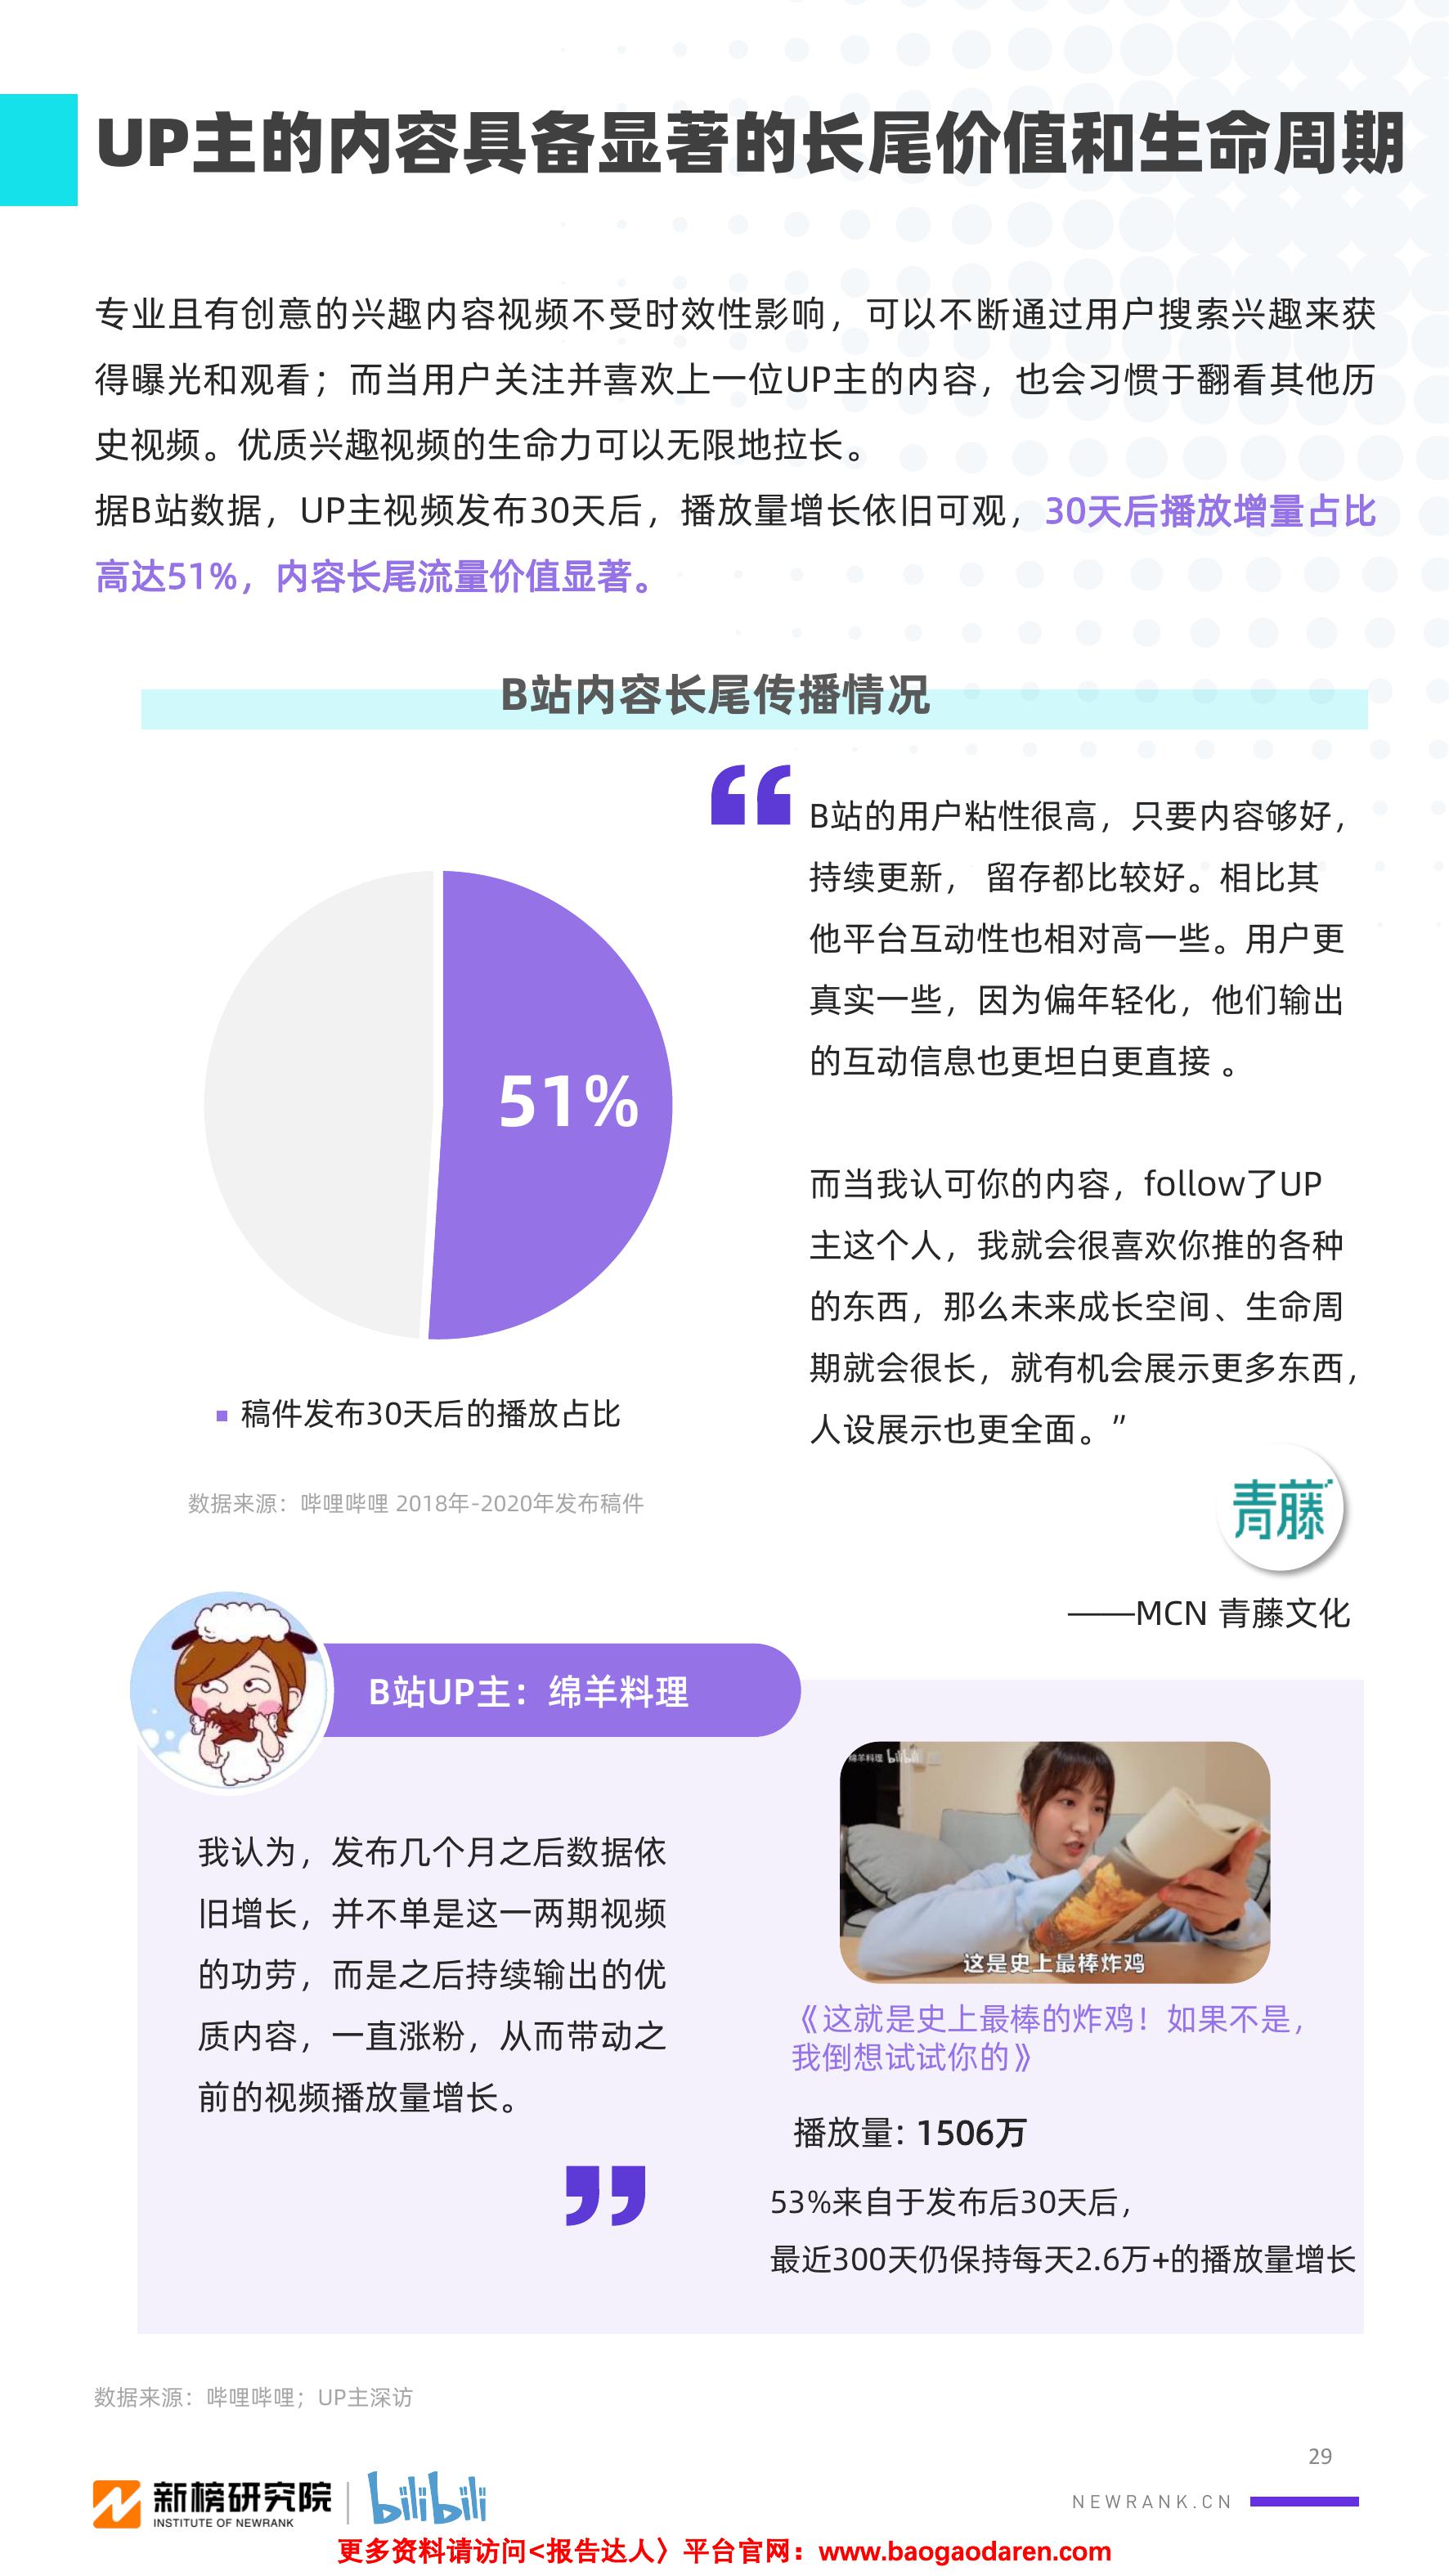 UP主的内容具备显著的长尾价值和生命周期
专业且有创意的兴趣内容视频不受时效性影响，可以不断通过用户搜索兴趣来获
得曝光和观看；而当用户关注并喜欢上一位UP主的内容，也会习惯于翻看其他历
史视频。优质兴趣视频的生命力可以无限地拉长。
据B站数据，UP主视频发布30天后，播放量增长依旧可观，30天后播放增量占比
高达51%，内容长尾流量价值显著。
B站内容长尾传播情况
51%
稿件发布30天后的播放占比
数据来源：哔哩哔哩 2018年-2020年发布稿件
“
B站的用户粘性很高，只要内容够好，
持续更新， 留存都比较好。相比其
他平台互动性也相对高一些。用户更
真实一些，因为偏年轻化，他们输出
的互动信息也更坦白更直接 。
而当我认可你的内容，follow了UP
主这个人，我就会很喜欢你推的各种
的东西，那么未来成长空间、生命周
期就会很长，就有机会展示更多东西，
人设展示也更全面。”
青藤
——MCN 青藤文化
B站UP主：绵羊料理
我认为，发布几个月之后数据依
旧增长，并不单是这一两期视频
的功劳，而是之后持续输出的优
质内容，一直涨粉，从而带动之
前的视频播放量增长。
”
绵羊料理 bilibili
这是史上最棒炸鸡
《这就是史上最棒的炸鸡！如果不是，
我倒想试试你的》
播放量：1506万
53%来自于发布后30天后，
最近300天仍保持每天2.6万+的播放量增长
数据来源：哔哩哔哩；UP主深访
29
新榜研究院
INSTITUTE OF NEWRANK
bilibili
NEWRANK.CN
更多资料请访问<报告达人〉平台官网：www.baogaodaren.com